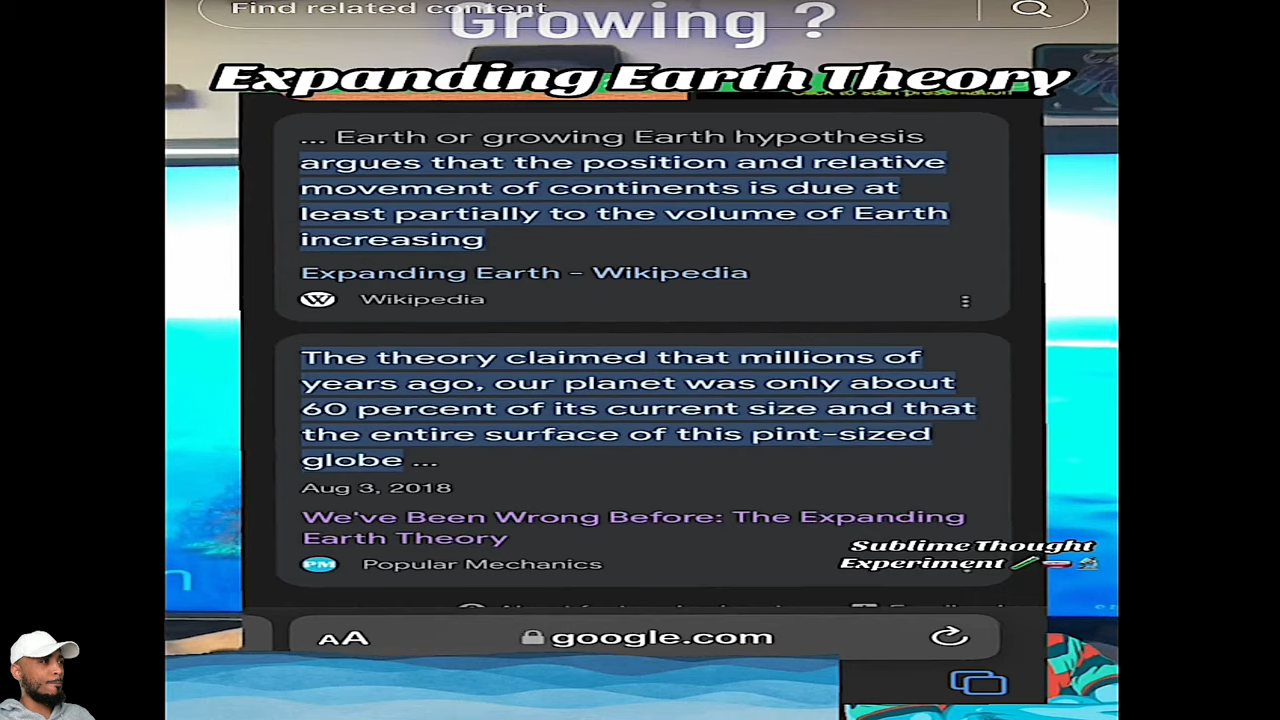 Find related content
Growing ?
Expanding Earth Theory
... Earth or growing Earth hypothesis
argues that the position and relative
movement of continents is due at
least partially to the volume of Earth
increasing
Expanding Earth - Wikipedia
W Wikipedia
The theory claimed that millions of
years ago, our planet was only about
60 percent of its current size and that
the entire surface of this pint-sized
globe ...
Aug 3, 2018
We've Been Wrong Before: The Expanding
Earth Theory
PM Popular Mechanics
Sublime Thought
Experiment
AA google.com